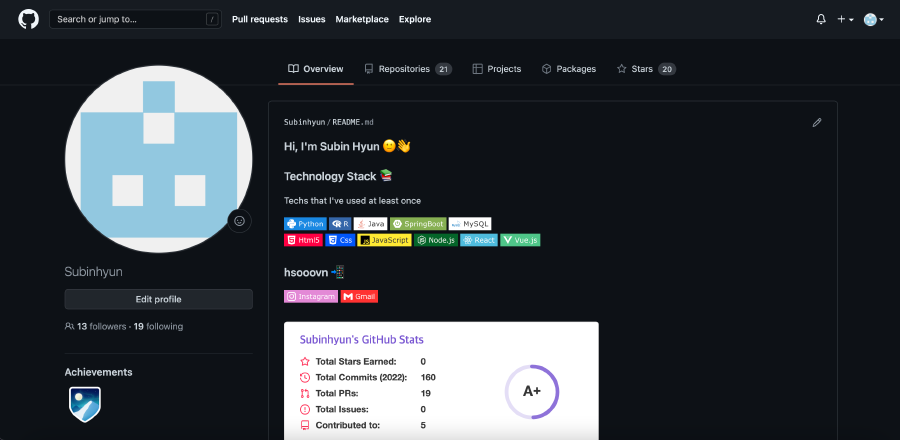 Search or jump to... /
Pull requests Issues Marketplace Explore
Overview Repositories 21 Projects Packages Stars 20
Subinhyun/README.md
Hi, I'm Subin Hyun
Technology Stack
Techs that I've used at least once
Python R Java SpringBoot MySQL
Html5 Css JavaScript Node.js React Vue.js
hsooovn
Instagram Gmail
Subinhyun
Edit profile
13 followers · 19 following
Achievements
Subinhyun's GitHub Stats
Total Stars Earned: 0
Total Commits (2022): 160
Total PRs: 19
Total Issues: 0
Contributed to: 5
A+